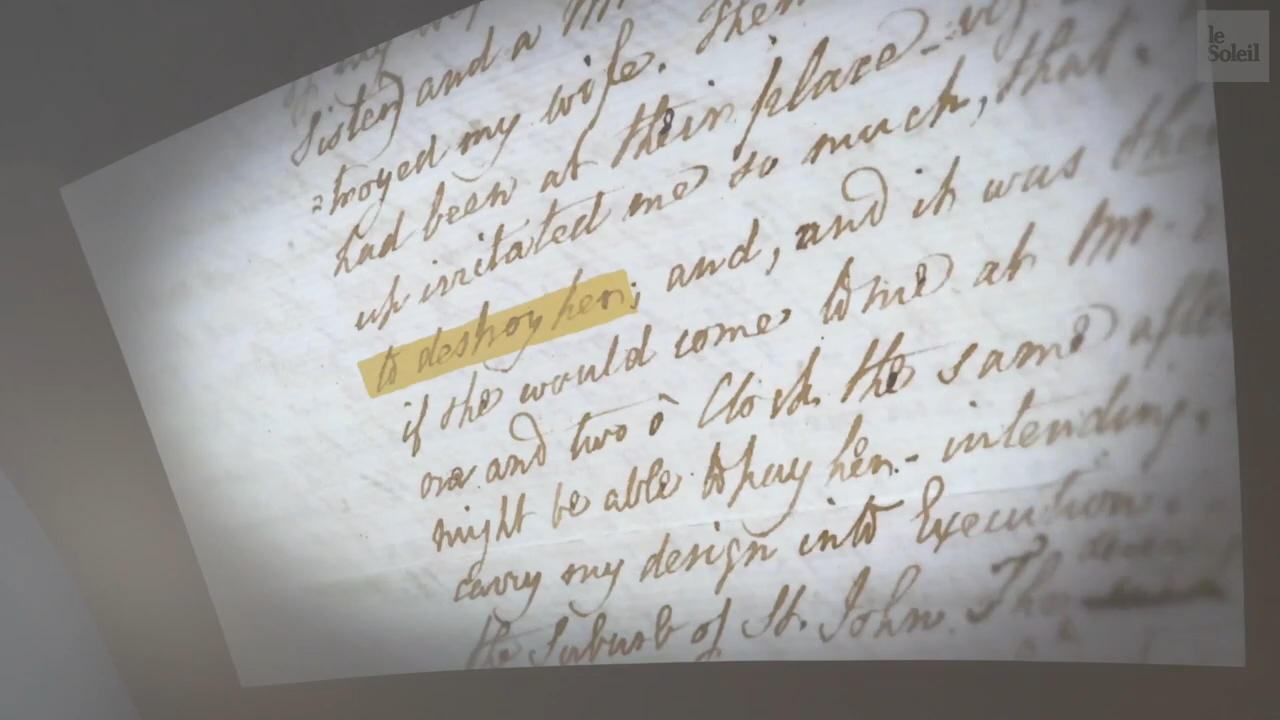 le Soleil
sister and a
troyed my wife. Then
had been at their place -
up irritated me so much, that
to destroy her; and, and it was
if she would come to me at Mr.
one and two o Clock the same
might be able to pay her - intending
carry my design into Execution
the Suburb of St. John.